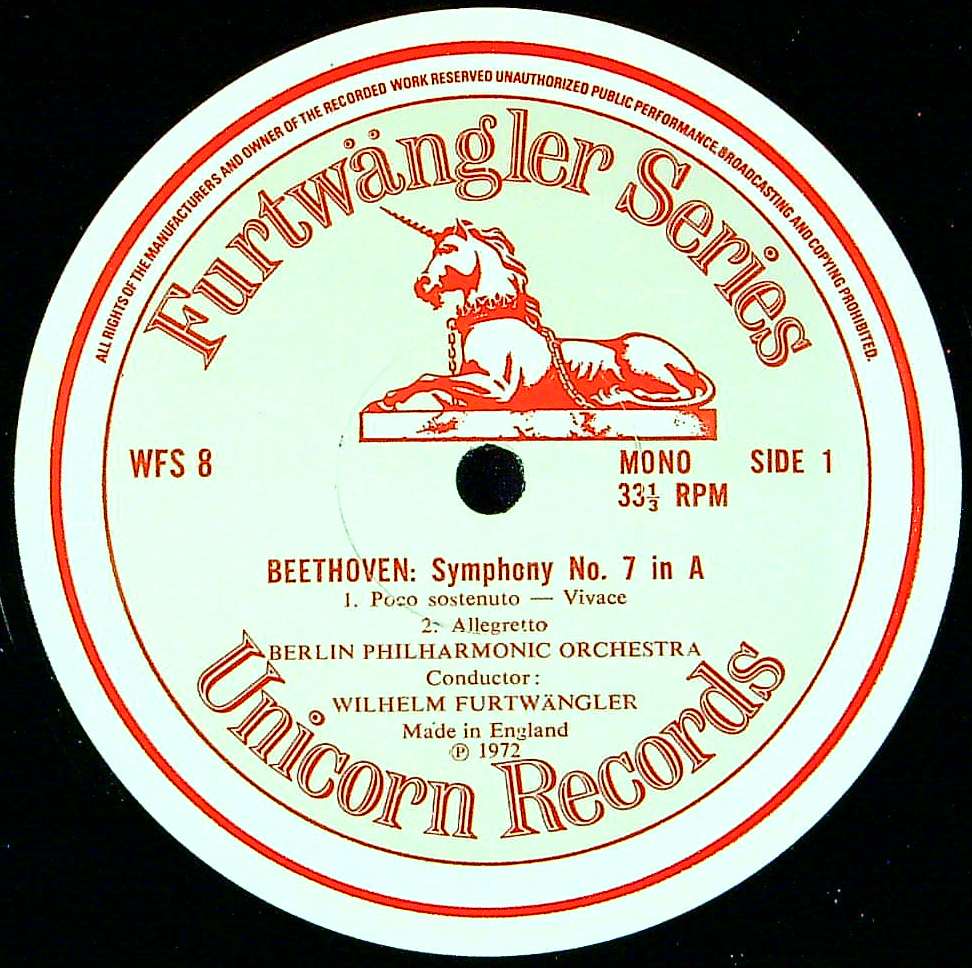 ALL RIGHTS OF THE MANUFACTURERS AND OWNER OF THE RECORDED WORK RESERVED UNAUTHORIZED PUBLIC PERFORMANCE BROADCASTING AND COPYING PROHIBITED.
Furtwängler Series
WFS 8
MONO SIDE 1
33⅓ RPM
BEETHOVEN: Symphony No. 7 in A
1. Poco sostenuto — Vivace
2. Allegretto
BERLIN PHILHARMONIC ORCHESTRA
Conductor:
WILHELM FURTWÄNGLER
Made in England
℗ 1972
Unicorn Records